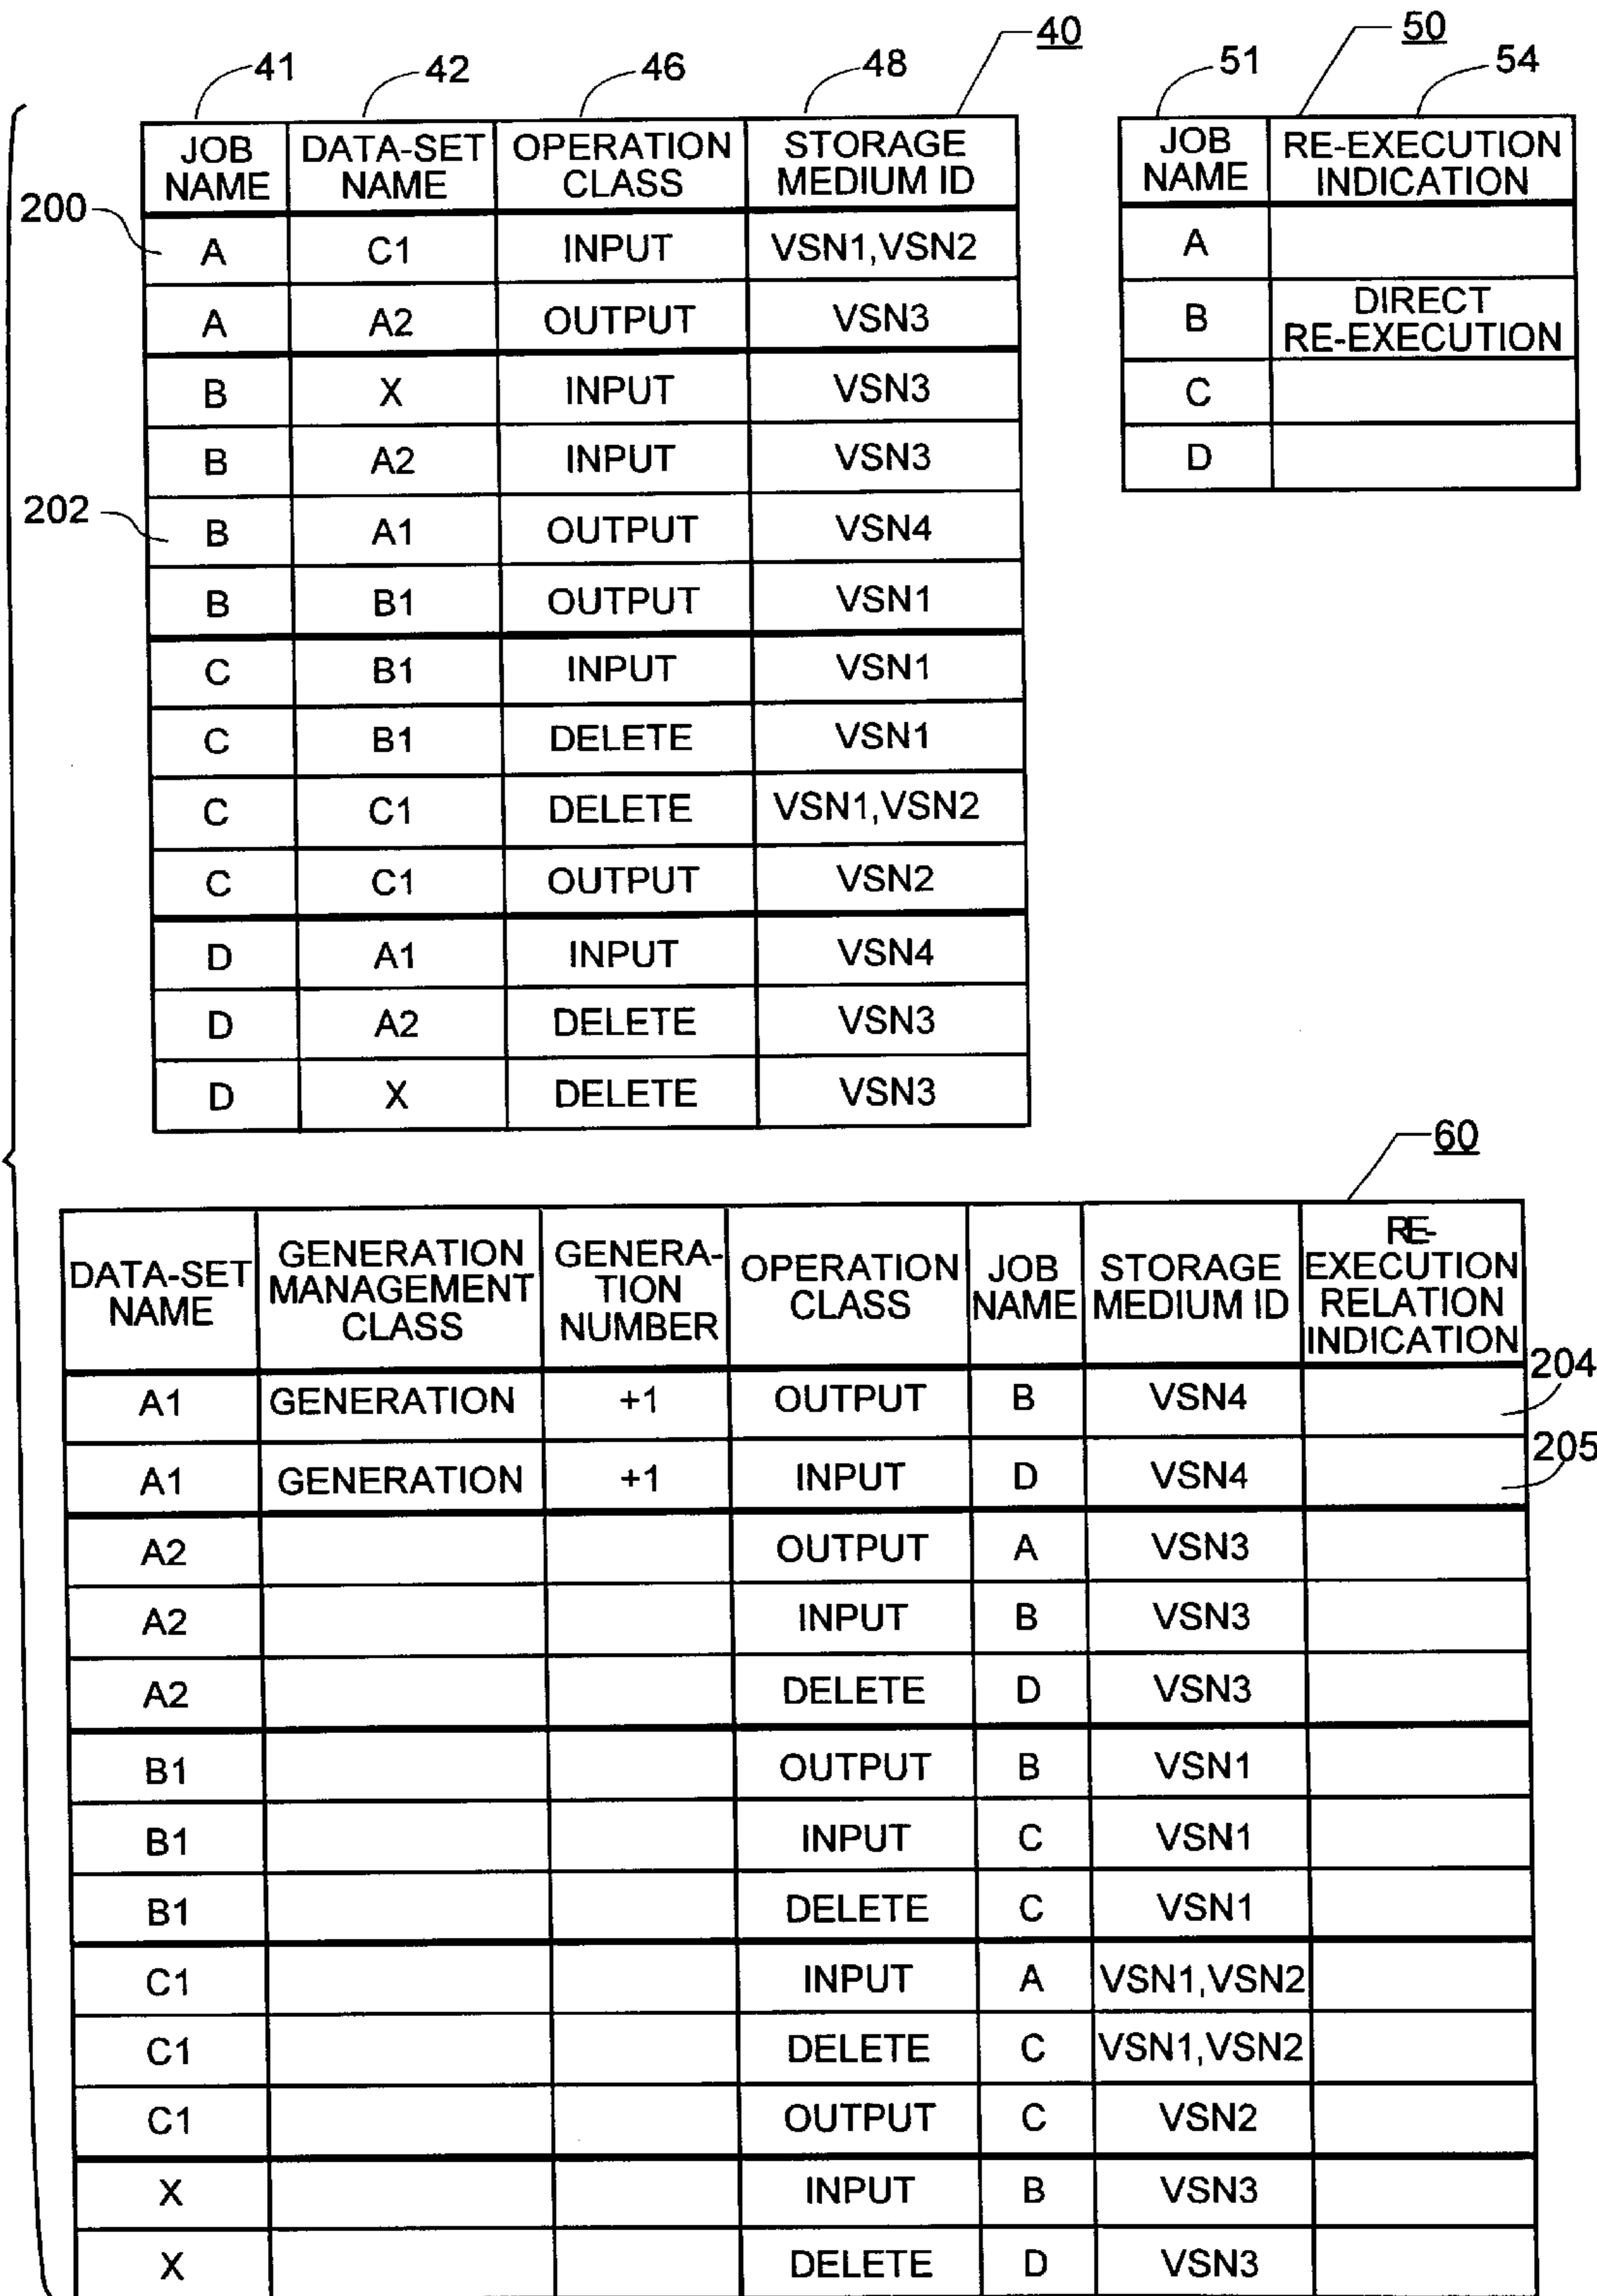 41 42 46 48 40
JOB NAME DATA-SET NAME OPERATION CLASS STORAGE MEDIUM ID
200 A C1 INPUT VSN1,VSN2
A A2 OUTPUT VSN3
B X INPUT VSN3
B A2 INPUT VSN3
202 B A1 OUTPUT VSN4
B B1 OUTPUT VSN1
C B1 INPUT VSN1
C B1 DELETE VSN1
C C1 DELETE VSN1,VSN2
C C1 OUTPUT VSN2
D A1 INPUT VSN4
D A2 DELETE VSN3
D X DELETE VSN3
51 50 54
JOB NAME RE-EXECUTION INDICATION
A
B DIRECT RE-EXECUTION
C
D
60
DATA-SET NAME GENERATION MANAGEMENT CLASS GENERA-TION NUMBER OPERATION CLASS JOB NAME STORAGE MEDIUM ID RE-EXECUTION RELATION INDICATION
A1 GENERATION +1 OUTPUT B VSN4 204
A1 GENERATION +1 INPUT D VSN4 205
A2 OUTPUT A VSN3
A2 INPUT B VSN3
A2 DELETE D VSN3
B1 OUTPUT B VSN1
B1 INPUT C VSN1
B1 DELETE C VSN1
C1 INPUT A VSN1,VSN2
C1 DELETE C VSN1,VSN2
C1 OUTPUT C VSN2
X INPUT B VSN3
X DELETE D VSN3